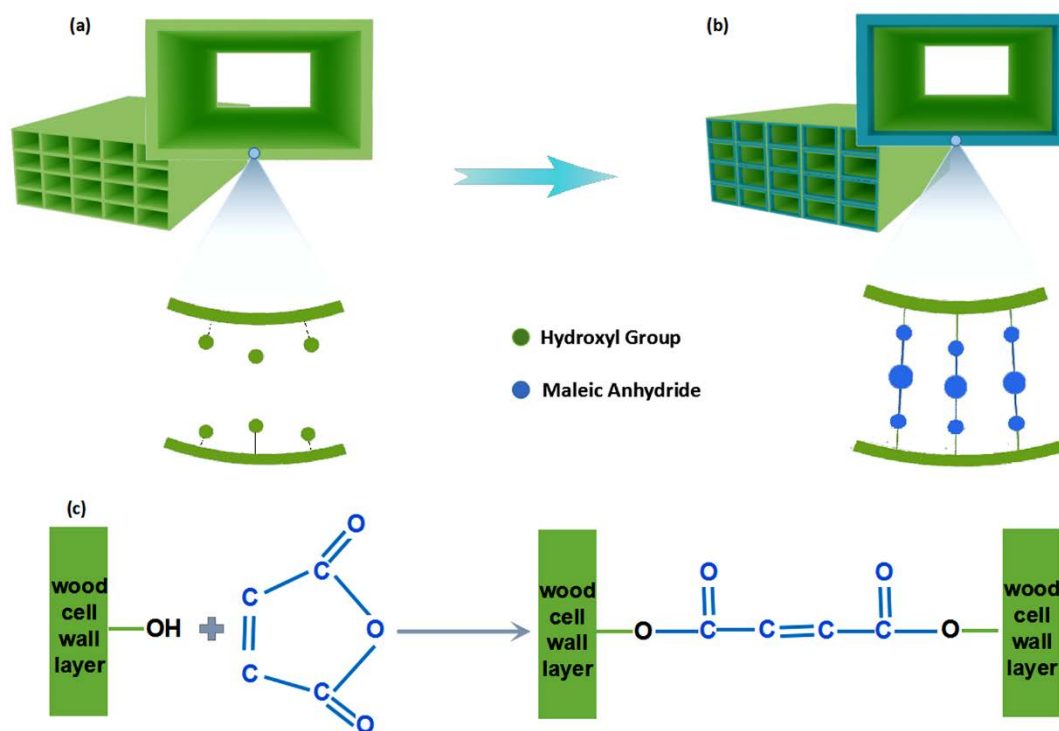 (a)
(b)
Hydroxyl Group
Maleic Anhydride
(c)
wood
cell
wall
layer
OH
O
C
C
O
C
C
O
wood
cell
wall
layer
O
O
C
C
C
O
C
O
wood
cell
wall
layer